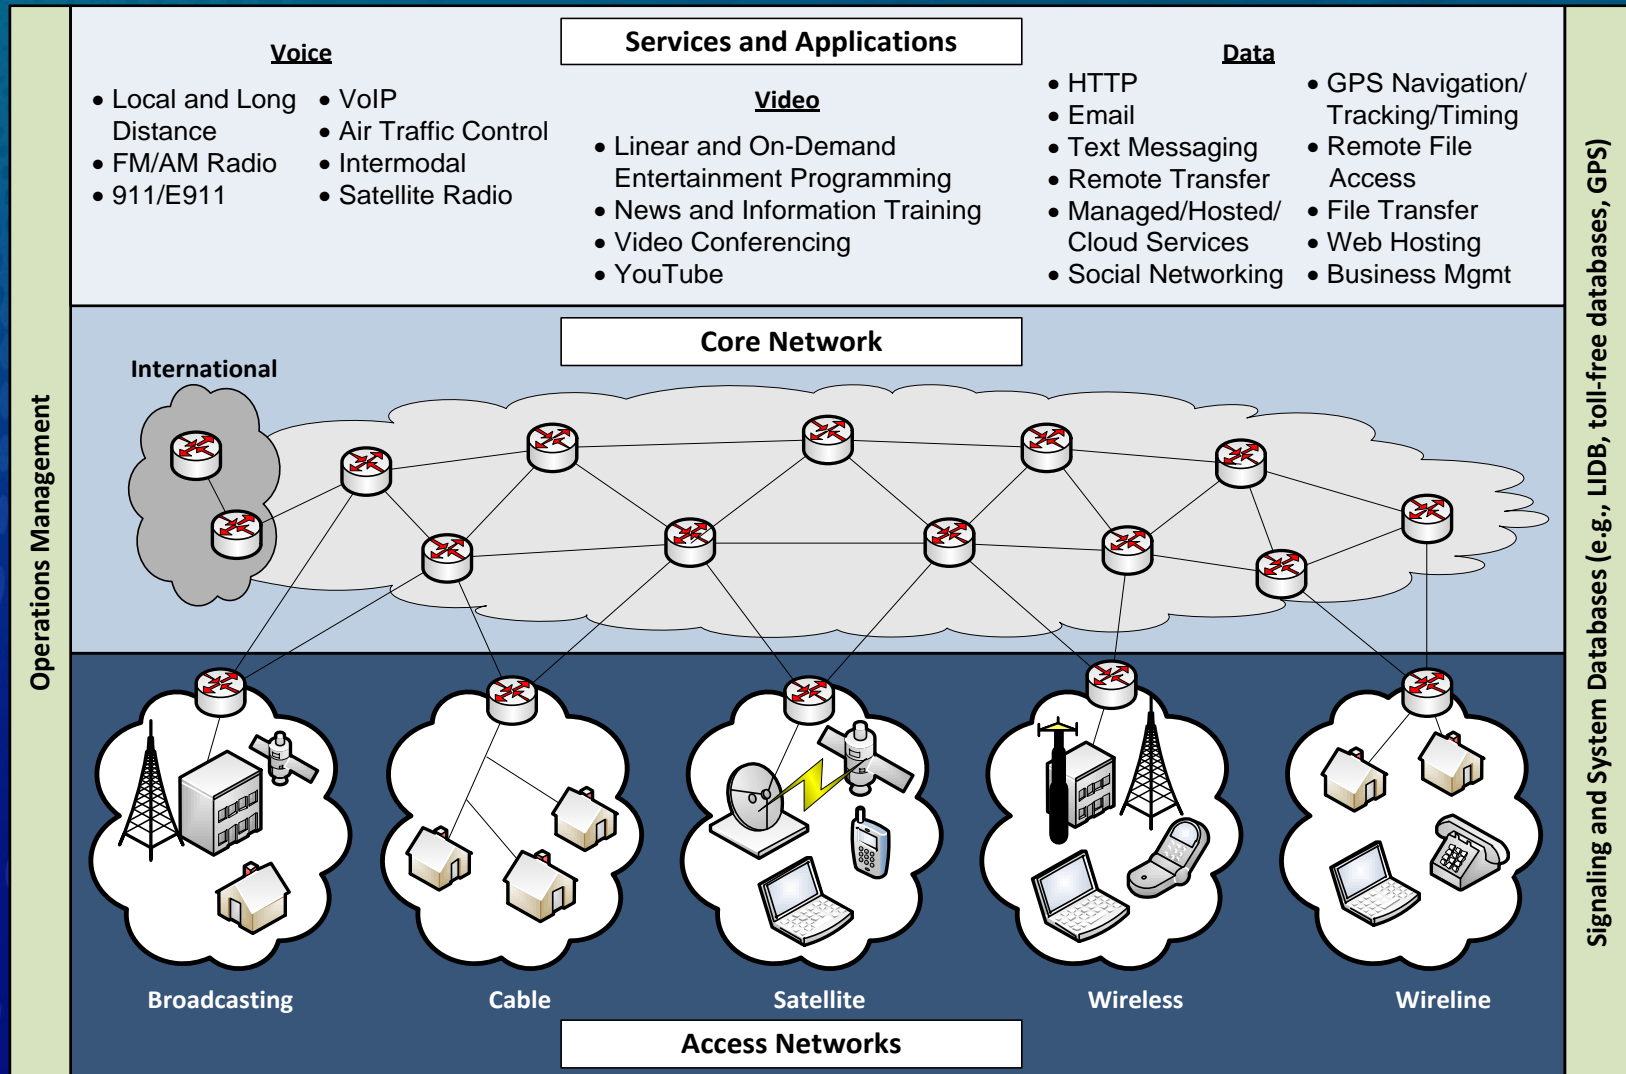 Services and Applications
Voice
• Local and Long
Distance
• FM/AM Radio
• 911/E911
• VoIP
• Air Traffic Control
• Intermodal
• Satellite Radio
Video
• Linear and On-Demand
Entertainment Programming
• News and Information Training
• Video Conferencing
• YouTube
Data
• HTTP
• Email
• Text Messaging
• Remote Transfer
• Managed/Hosted/
Cloud Services
• Social Networking
• GPS Navigation/
Tracking/Timing
• Remote File
Access
• File Transfer
• Web Hosting
• Business Mgmt
Core Network
International
Operations Management
Signaling and System Databases (e.g., LIDB, toll-free databases, GPS)
Broadcasting
Cable
Satellite
Wireless
Wireline
Access Networks